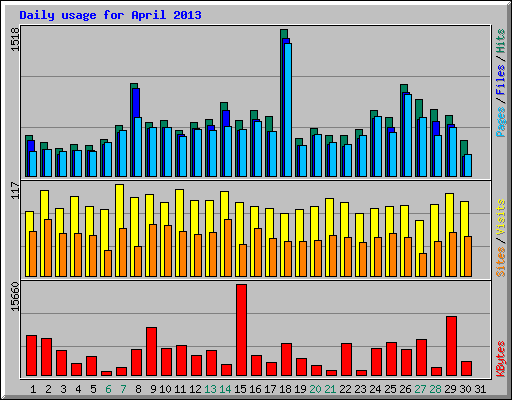 Daily usage for April 2013
1518
Pages / Files / Hits
117
Sites / Visits
15660
KBytes
1 2 3 4 5 6 7 8 9 10 11 12 13 14 15 16 17 18 19 20 21 22 23 24 25 26 27 28 29 30 31